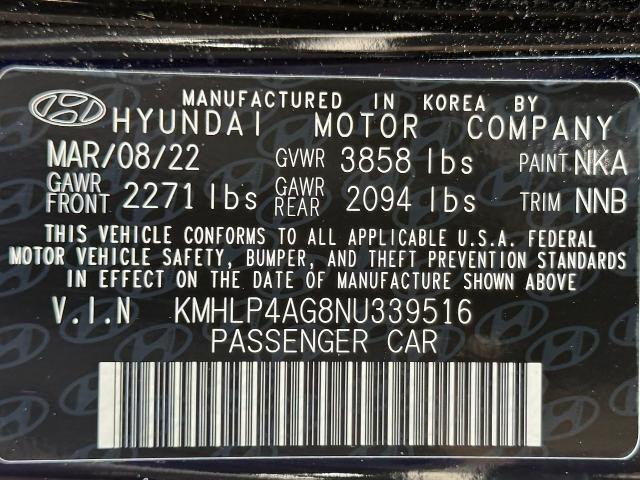 MANUFACTURED IN KOREA BY
HYUNDAI MOTOR COMPANY
MAR/08/22 GVWR 3858 lbs PAINT NKA
GAWR FRONT 2271 lbs GAWR REAR 2094 lbs TRIM NNB
THIS VEHICLE CONFORMS TO ALL APPLICABLE U.S.A. FEDERAL
MOTOR VEHICLE SAFETY, BUMPER, AND THEFT PREVENTION STANDARDS
IN EFFECT ON THE DATE OF MANUFACTURE SHOWN ABOVE
V.I.N KMHLP4AG8NU339516
PASSENGER CAR